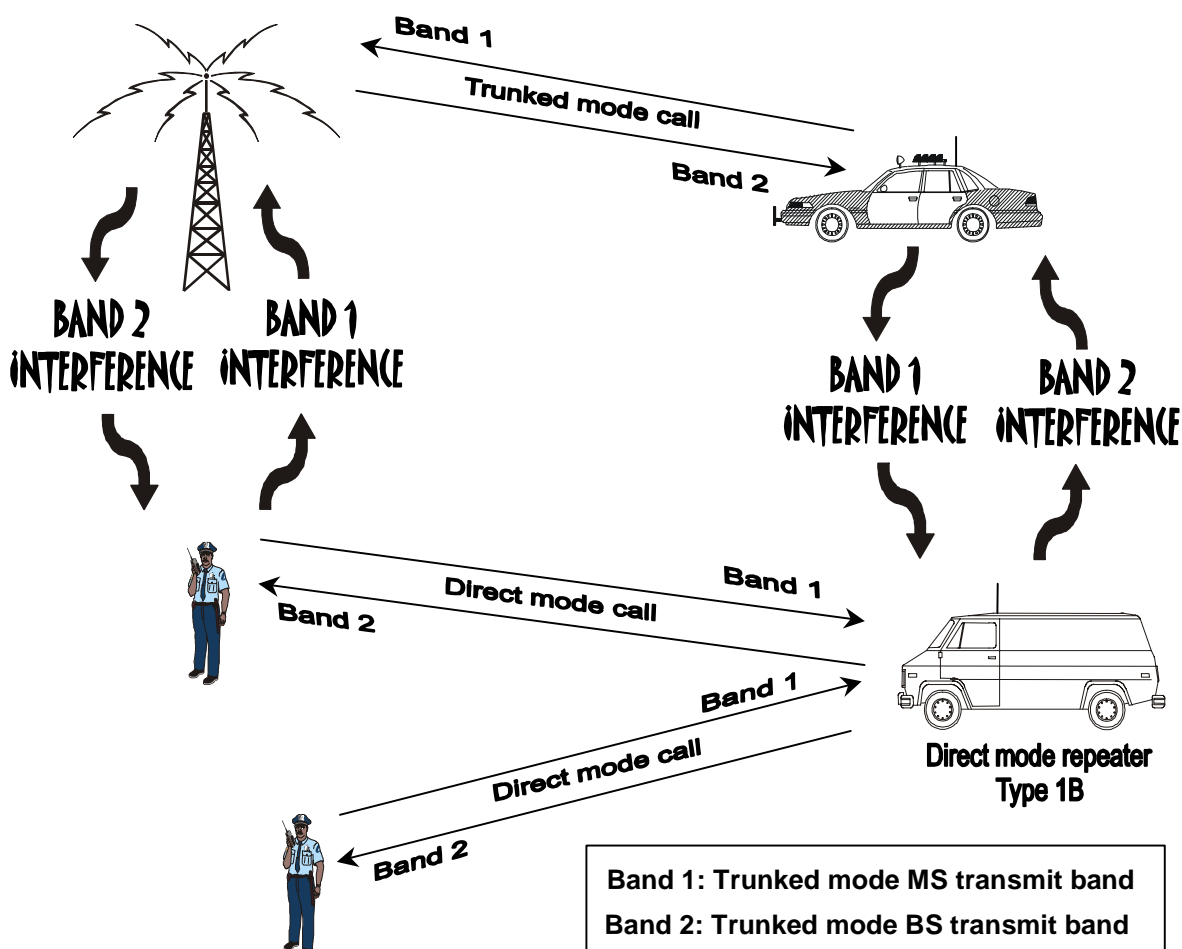 Band 1
Trunked mode call
Band 2
BAND 2
INTERFERENCE
BAND 1
INTERFERENCE
BAND 1
INTERFERENCE
BAND 2
INTERFERENCE
Band 1
Direct mode call
Band 2
Band 1
Direct mode call
Band 2
Direct mode repeater
Type 1B
Band 1: Trunked mode MS transmit band
Band 2: Trunked mode BS transmit band